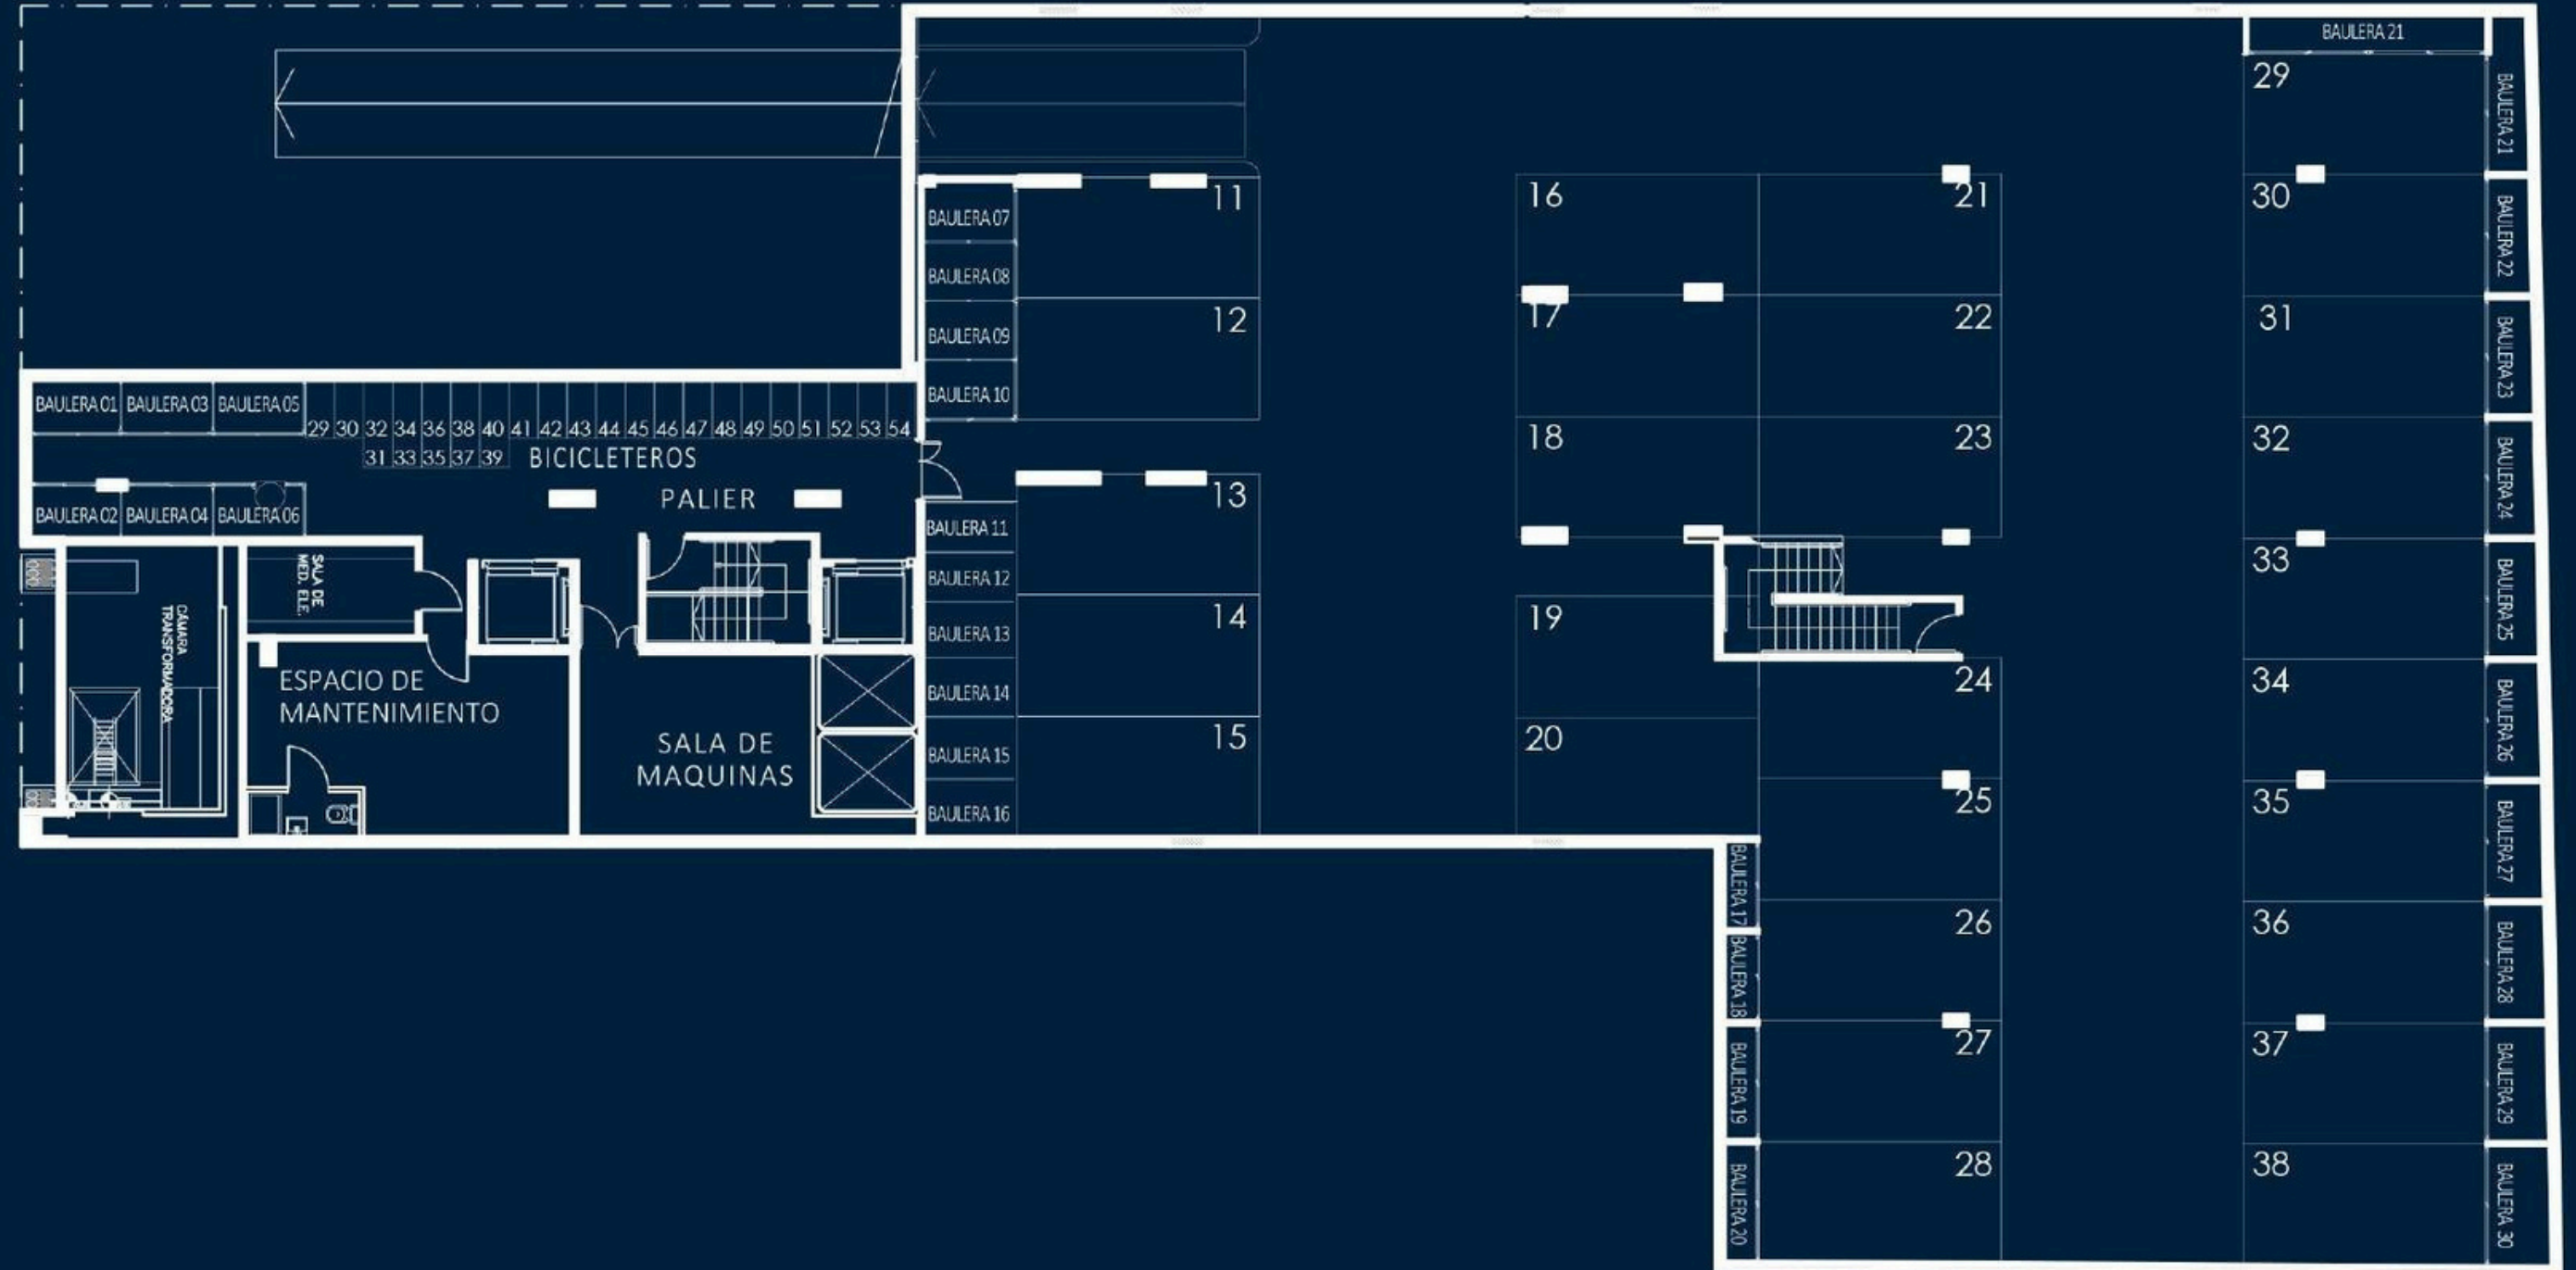 BAULERA 21
29
BAULERA 21
11
16
21
30
BAULERA 22
BAULERA 07
BAULERA 08
12
17
22
31
BAULERA 23
BAULERA 09
BAULERA 10
BAULERA 01 BAULERA 03 BAULERA 05
29 30 32 34 36 38 40 41 42 43 44 45 46 47 48 49 50 51 52 53 54
31 33 35 37 39
BICICLETEROS
PALIER
BAULERA 02 BAULERA 04 BAULERA 06
18
23
32
BAULERA 24
13
BAULERA 11
BAULERA 12
BAULERA 13
SALA DE
MED. ELE.
CÁMARA
TRANSFORMADORA
14
19
33
BAULERA 25
ESPACIO DE
MANTENIMIENTO
BAULERA 14
24
34
BAULERA 26
SALA DE
MAQUINAS
BAULERA 15
BAULERA 16
15
20
25
35
BAULERA 27
BAULERA 17
BAULERA 18
26
36
BAULERA 28
BAULERA 19
27
37
BAULERA 29
BAULERA 20
28
38
BAULERA 30